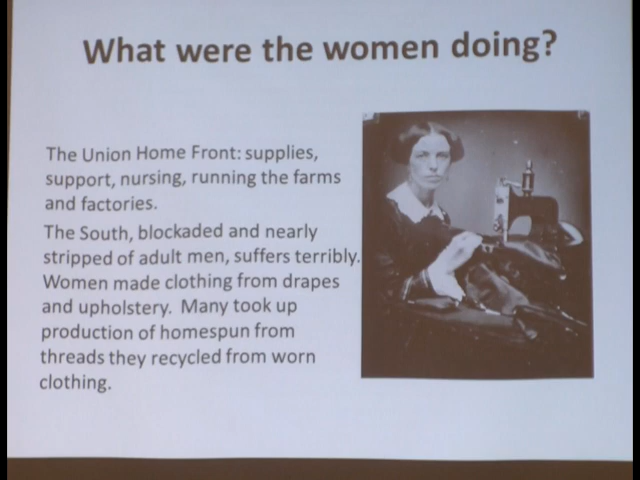 What were the women doing?
The Union Home Front: supplies,
support, nursing, running the farms
and factories.
The South, blockaded and nearly
stripped of adult men, suffers terribly.
Women made clothing from drapes
and upholstery. Many took up
production of homespun from
threads they recycled from worn
clothing.